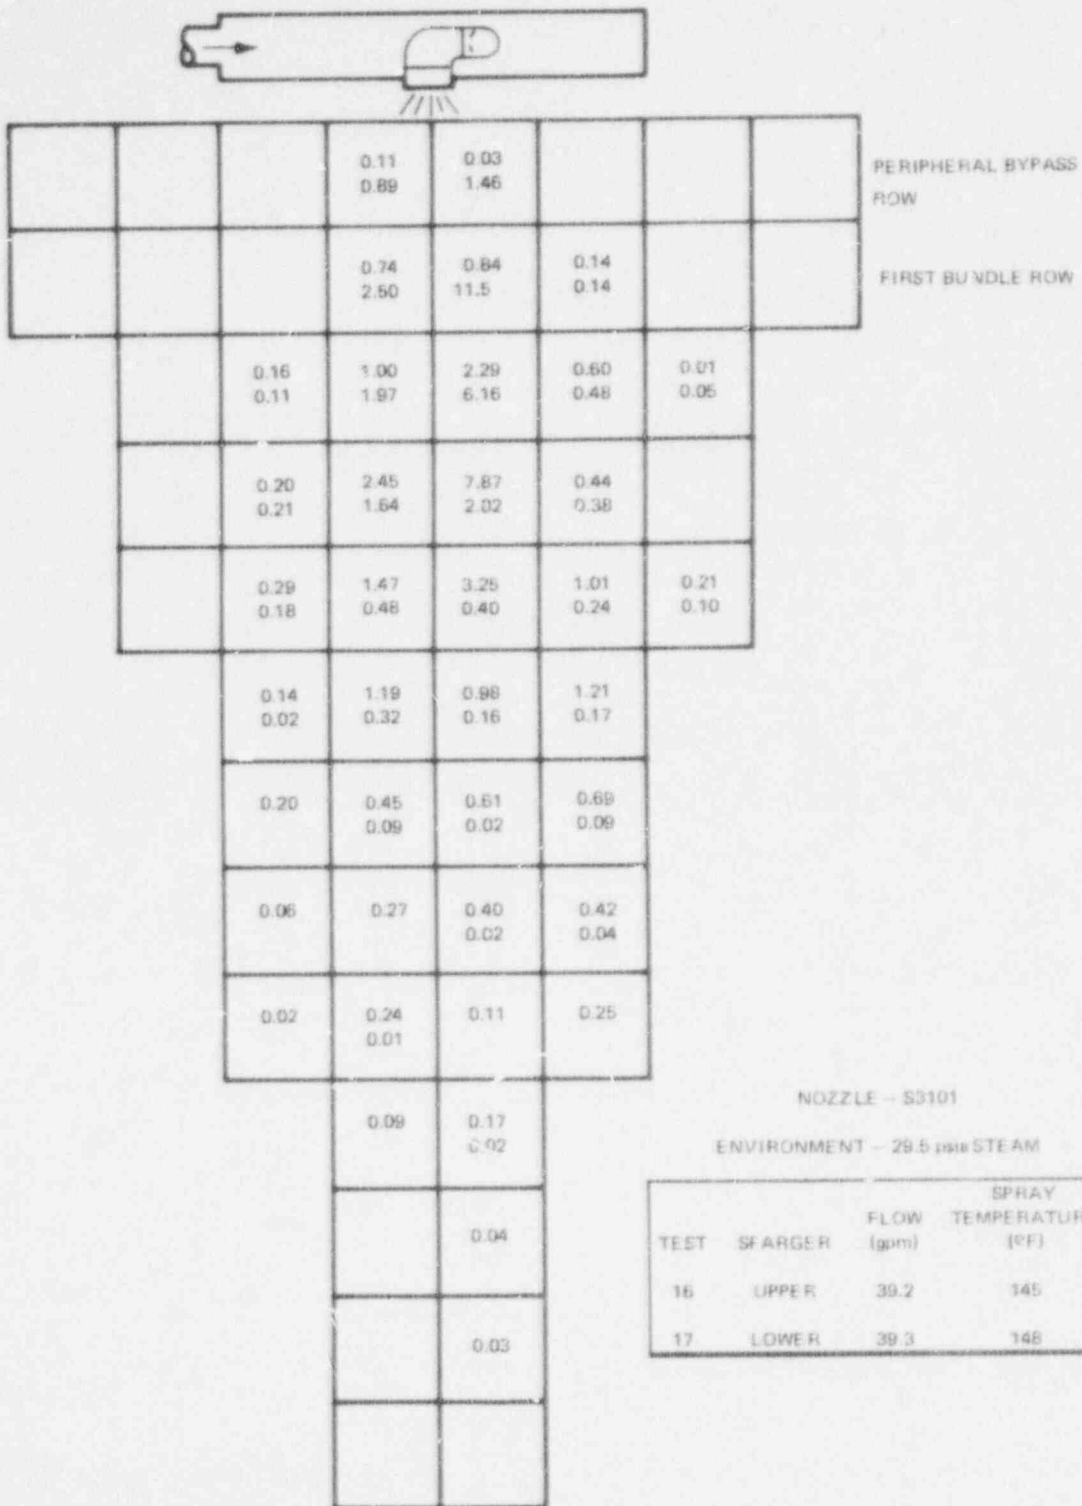 0.11 0.03
0.89 1.46
PERIPHERAL BYPASS
ROW
0.74 0.84 0.14
2.50 11.5 0.14
FIRST BUNDLE ROW
0.16 1.00 2.29 0.60 0.01
0.11 1.97 6.16 0.48 0.05
0.20 2.45 7.87 0.44
0.21 1.64 2.02 0.38
0.29 1.47 3.25 1.01 0.21
0.18 0.48 0.40 0.24 0.10
0.14 1.19 0.98 1.21
0.02 0.32 0.16 0.17
0.20 0.45 0.61 0.69
0.09 0.02 0.09
0.06 0.27 0.40 0.42
0.02 0.04
0.02 0.24 0.11 0.25
0.01
0.09 0.17
0.02
0.04
0.03
NOZZLE – S3101
ENVIRONMENT – 29.5 psia STEAM
SPRAY
FLOW TEMPERATUR
TEST SPARGER (gpm) (°F)
16 UPPER 39.2 145
17 LOWER 39.3 148